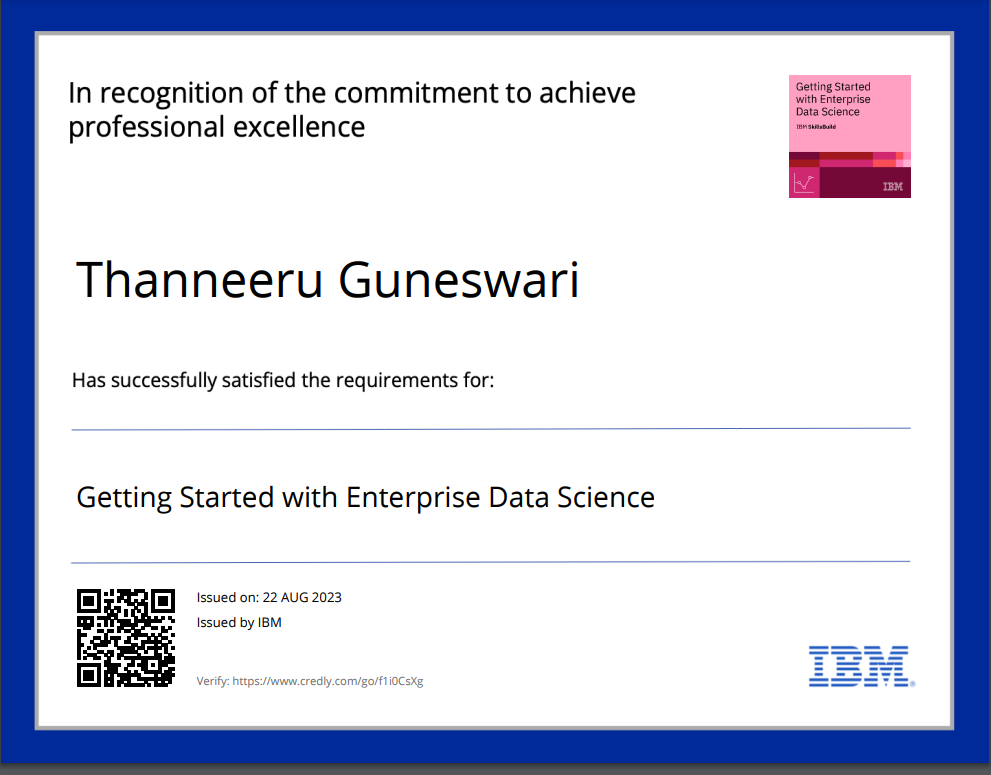 In recognition of the commitment to achieve
professional excellence
Getting Started
with Enterprise
Data Science
IBM SkillsBuild
IBM
Thanneeru Guneswari
Has successfully satisfied the requirements for:
Getting Started with Enterprise Data Science
Issued on: 22 AUG 2023
Issued by IBM
Verify: https://www.credly.com/go/f1i0CsXg
IBM®